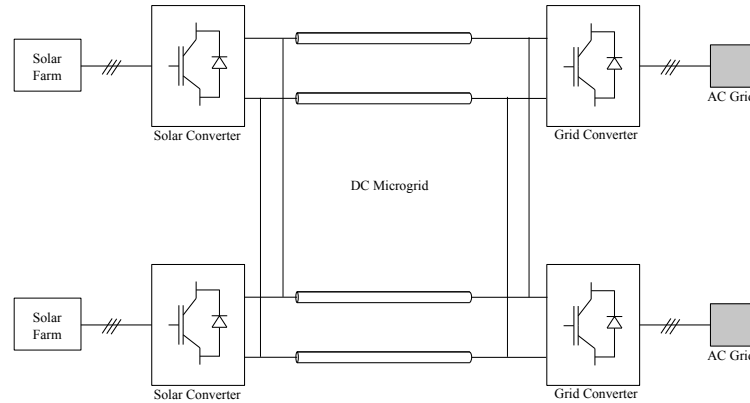 Solar
Farm
Solar Converter
Grid Converter
AC Grid
DC Microgrid
Solar
Farm
Solar Converter
Grid Converter
AC Grid